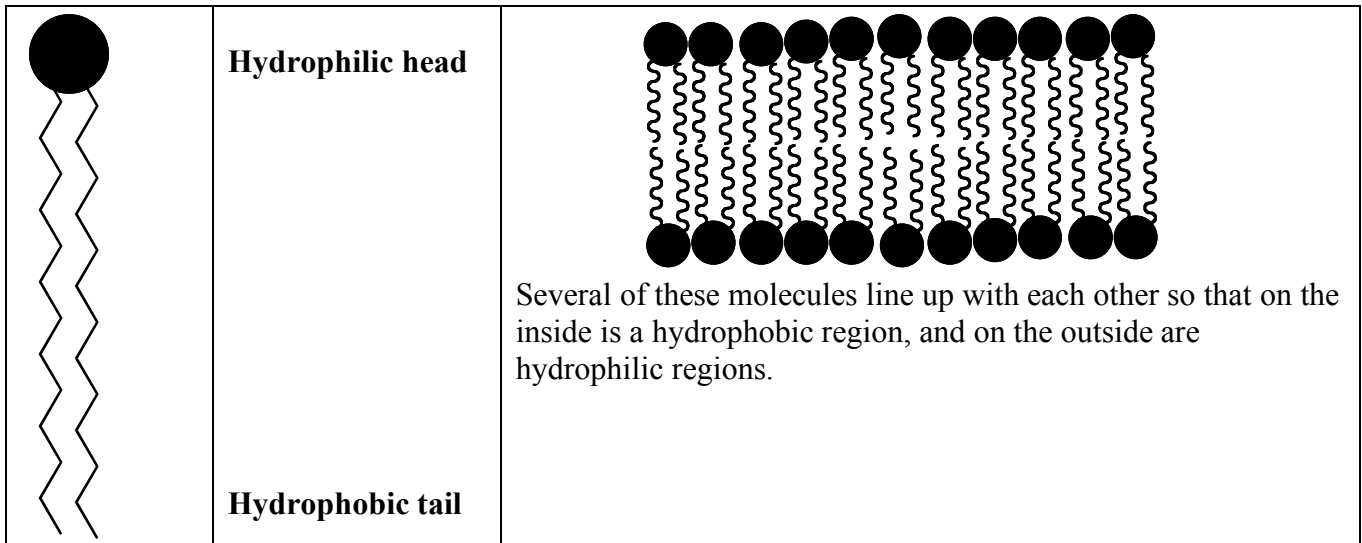 Hydrophilic head
Hydrophobic tail
Several of these molecules line up with each other so that on the
inside is a hydrophobic region, and on the outside are
hydrophilic regions.